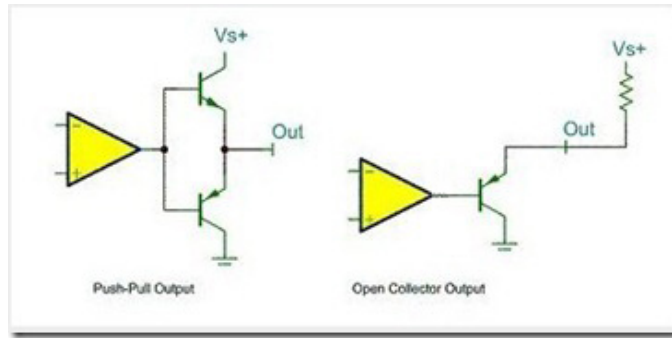 Vs+
Vs+
Out
Out
Push-Pull Output
Open Collector Output